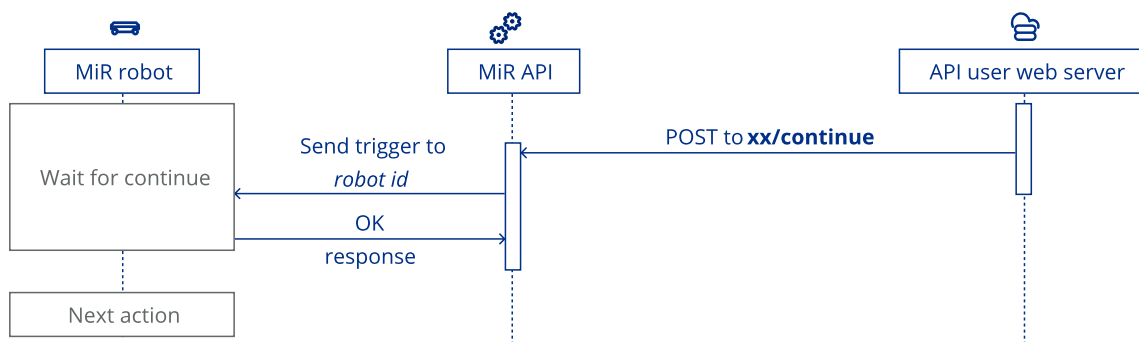 MiR robot
MiR API
API user web server
POST to xx/continue
Send trigger to
robot id
Wait for continue
OK
response
Next action